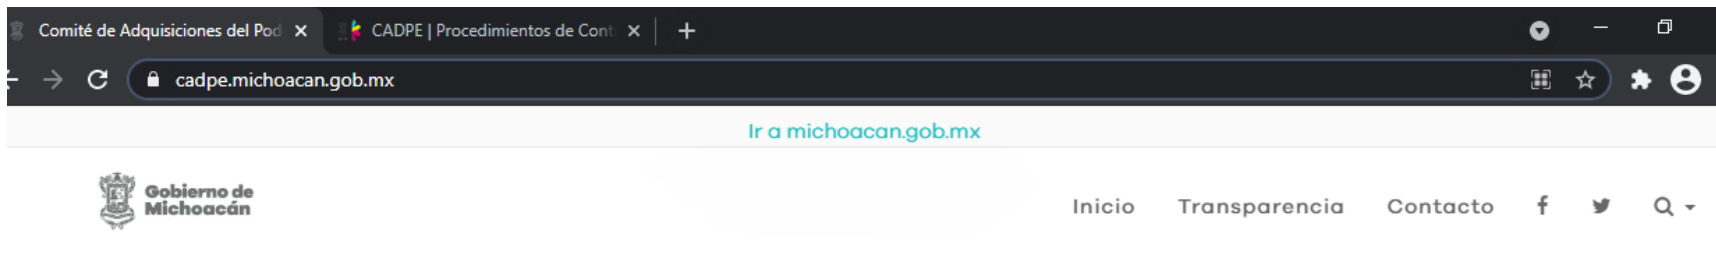 Comité de Adquisiciones del Pod CADPE | Procedimientos de Cont
cadpe.michoacan.gob.mx
Ir a michoacan.gob.mx
Gobierno de
Michoacán
Inicio Transparencia Contacto